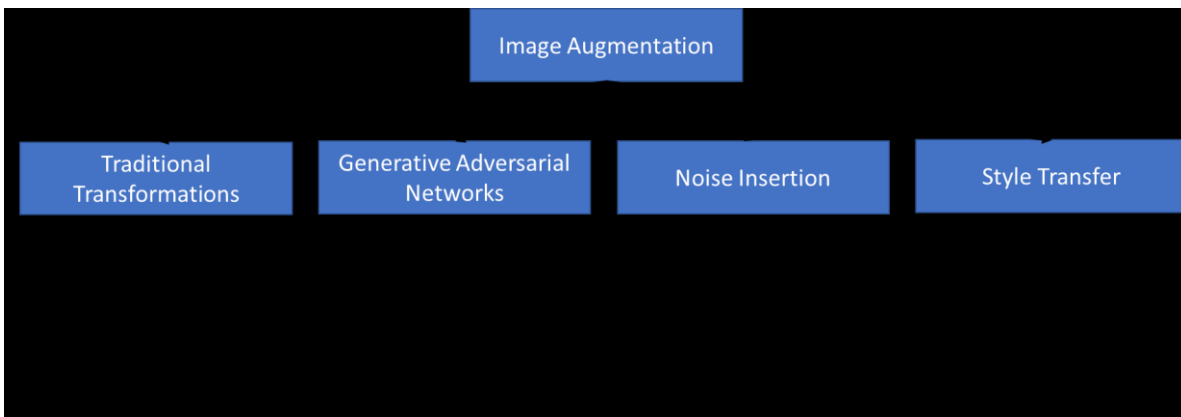 Image Augmentation
Traditional
Transformations
Generative Adversarial
Networks
Noise Insertion
Style Transfer